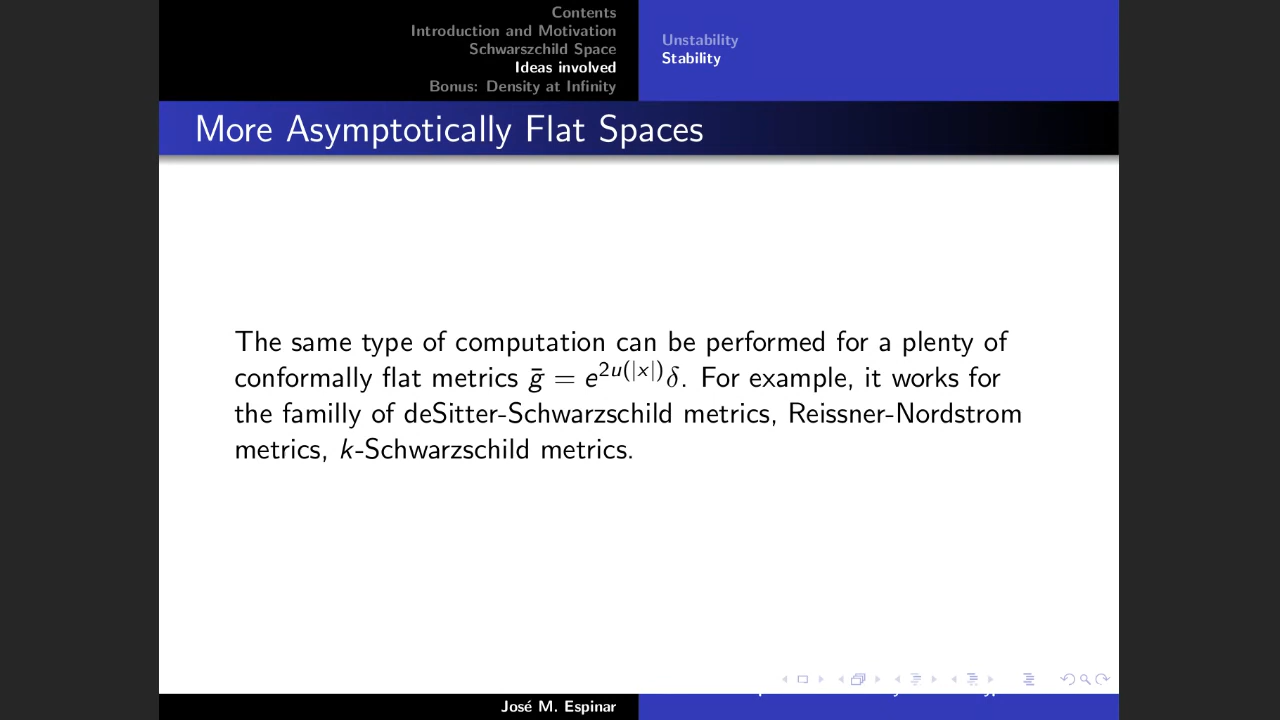 Contents
Introduction and Motivation
Schwarszchild Space
Ideas involved
Bonus: Density at Infinity
Unstability
Stability
More Asymptotically Flat Spaces
The same type of computation can be performed for a plenty of
conformally flat metrics ḡ = e^{2u(|x|)}δ. For example, it works for
the familly of deSitter-Schwarzschild metrics, Reissner-Nordstrom
metrics, k-Schwarzschild metrics.
José M. Espinar